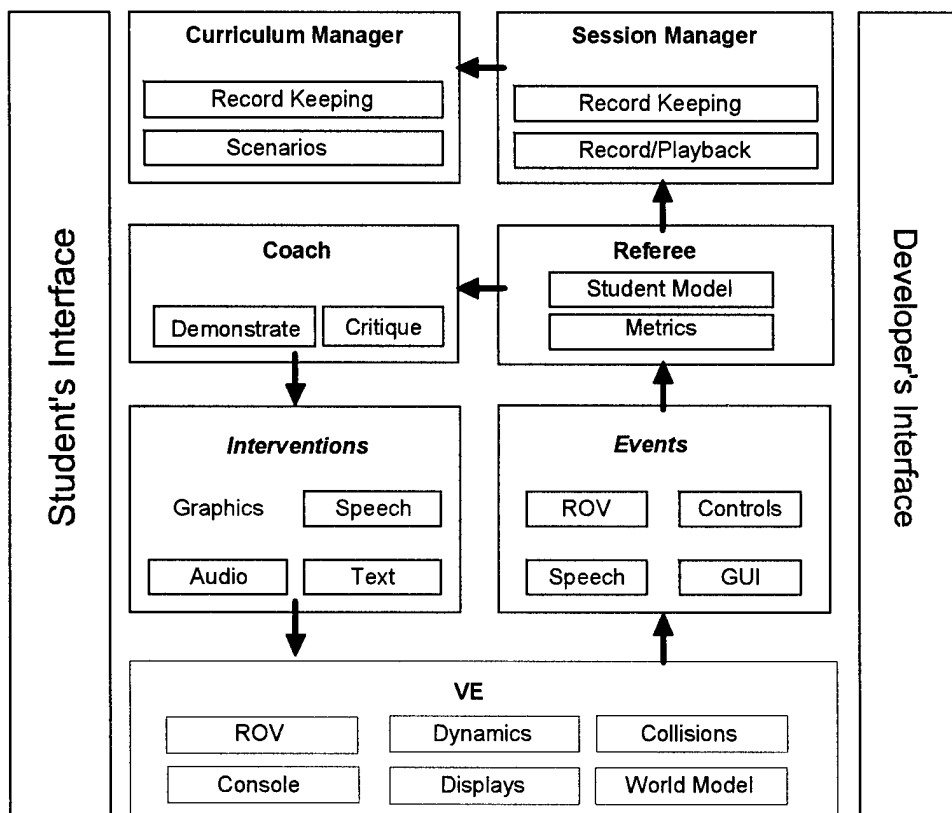 Student's Interface
Curriculum Manager
Record Keeping
Scenarios
Session Manager
Record Keeping
Record/Playback
Coach
Demonstrate
Critique
Referee
Student Model
Metrics
Interventions
Graphics
Speech
Audio
Text
Events
ROV
Controls
Speech
GUI
VE
ROV
Dynamics
Collisions
Console
Displays
World Model
Developer's Interface